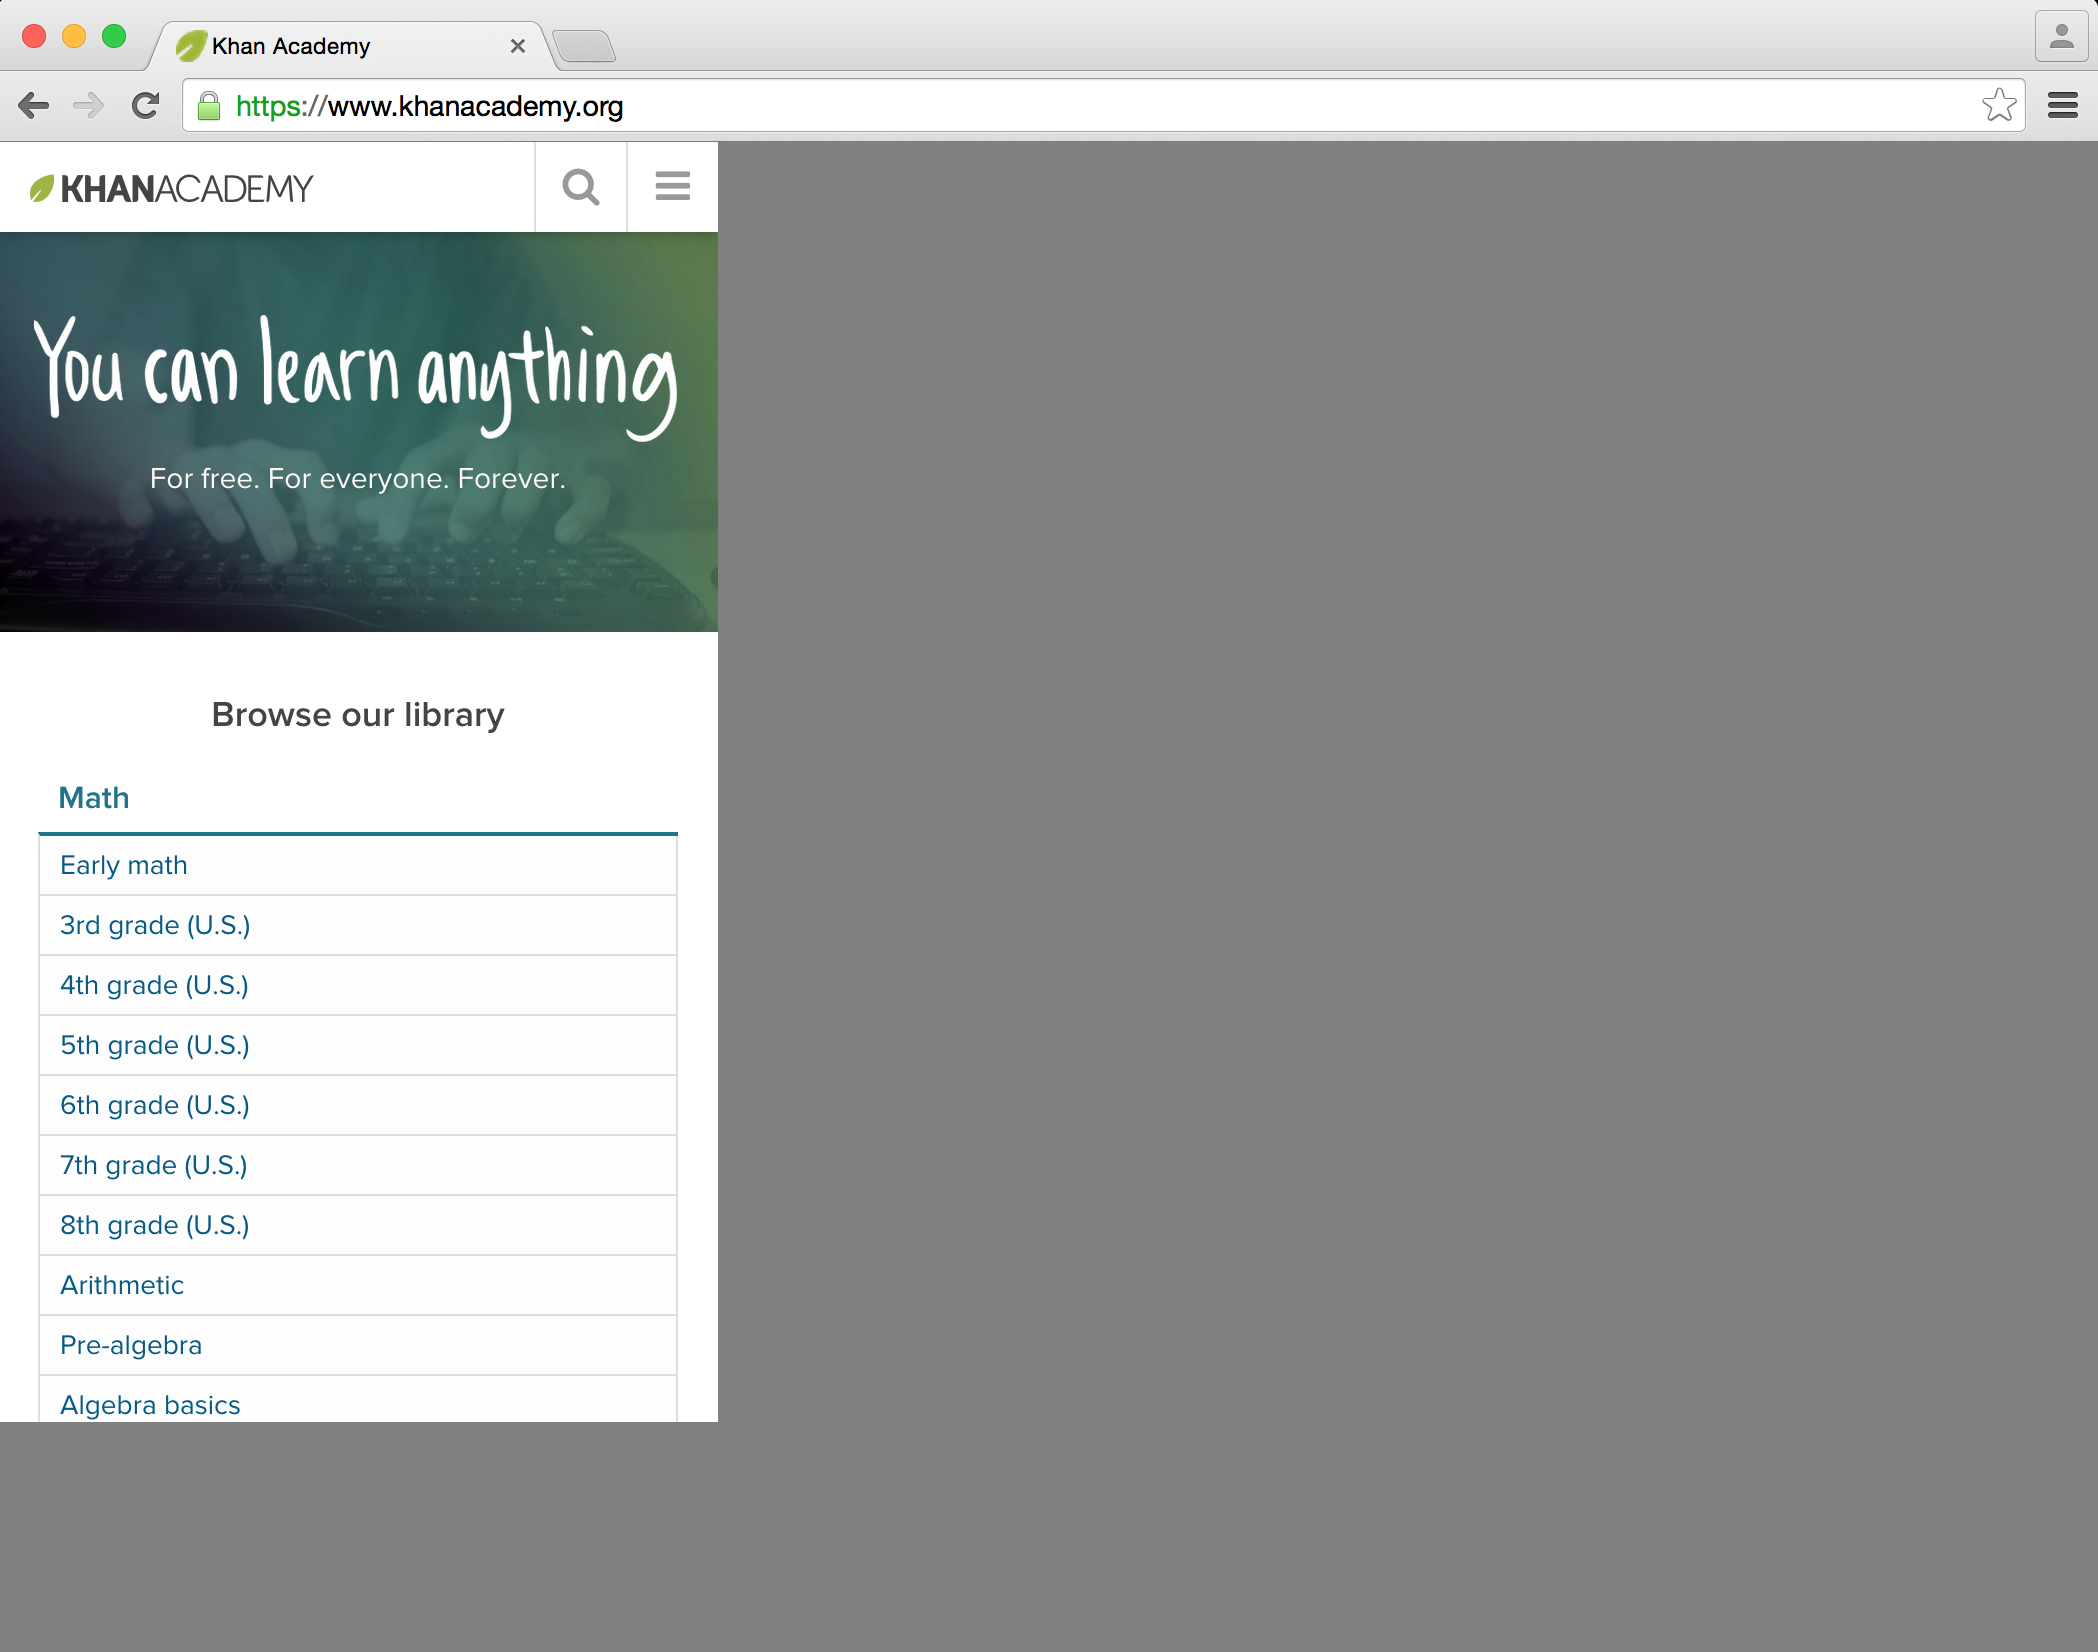 Khan Academy
https://www.khanacademy.org
KHANACADEMY
You can learn anything
For free. For everyone. Forever.
Browse our library
Math
Early math
3rd grade (U.S.)
4th grade (U.S.)
5th grade (U.S.)
6th grade (U.S.)
7th grade (U.S.)
8th grade (U.S.)
Arithmetic
Pre-algebra
Algebra basics